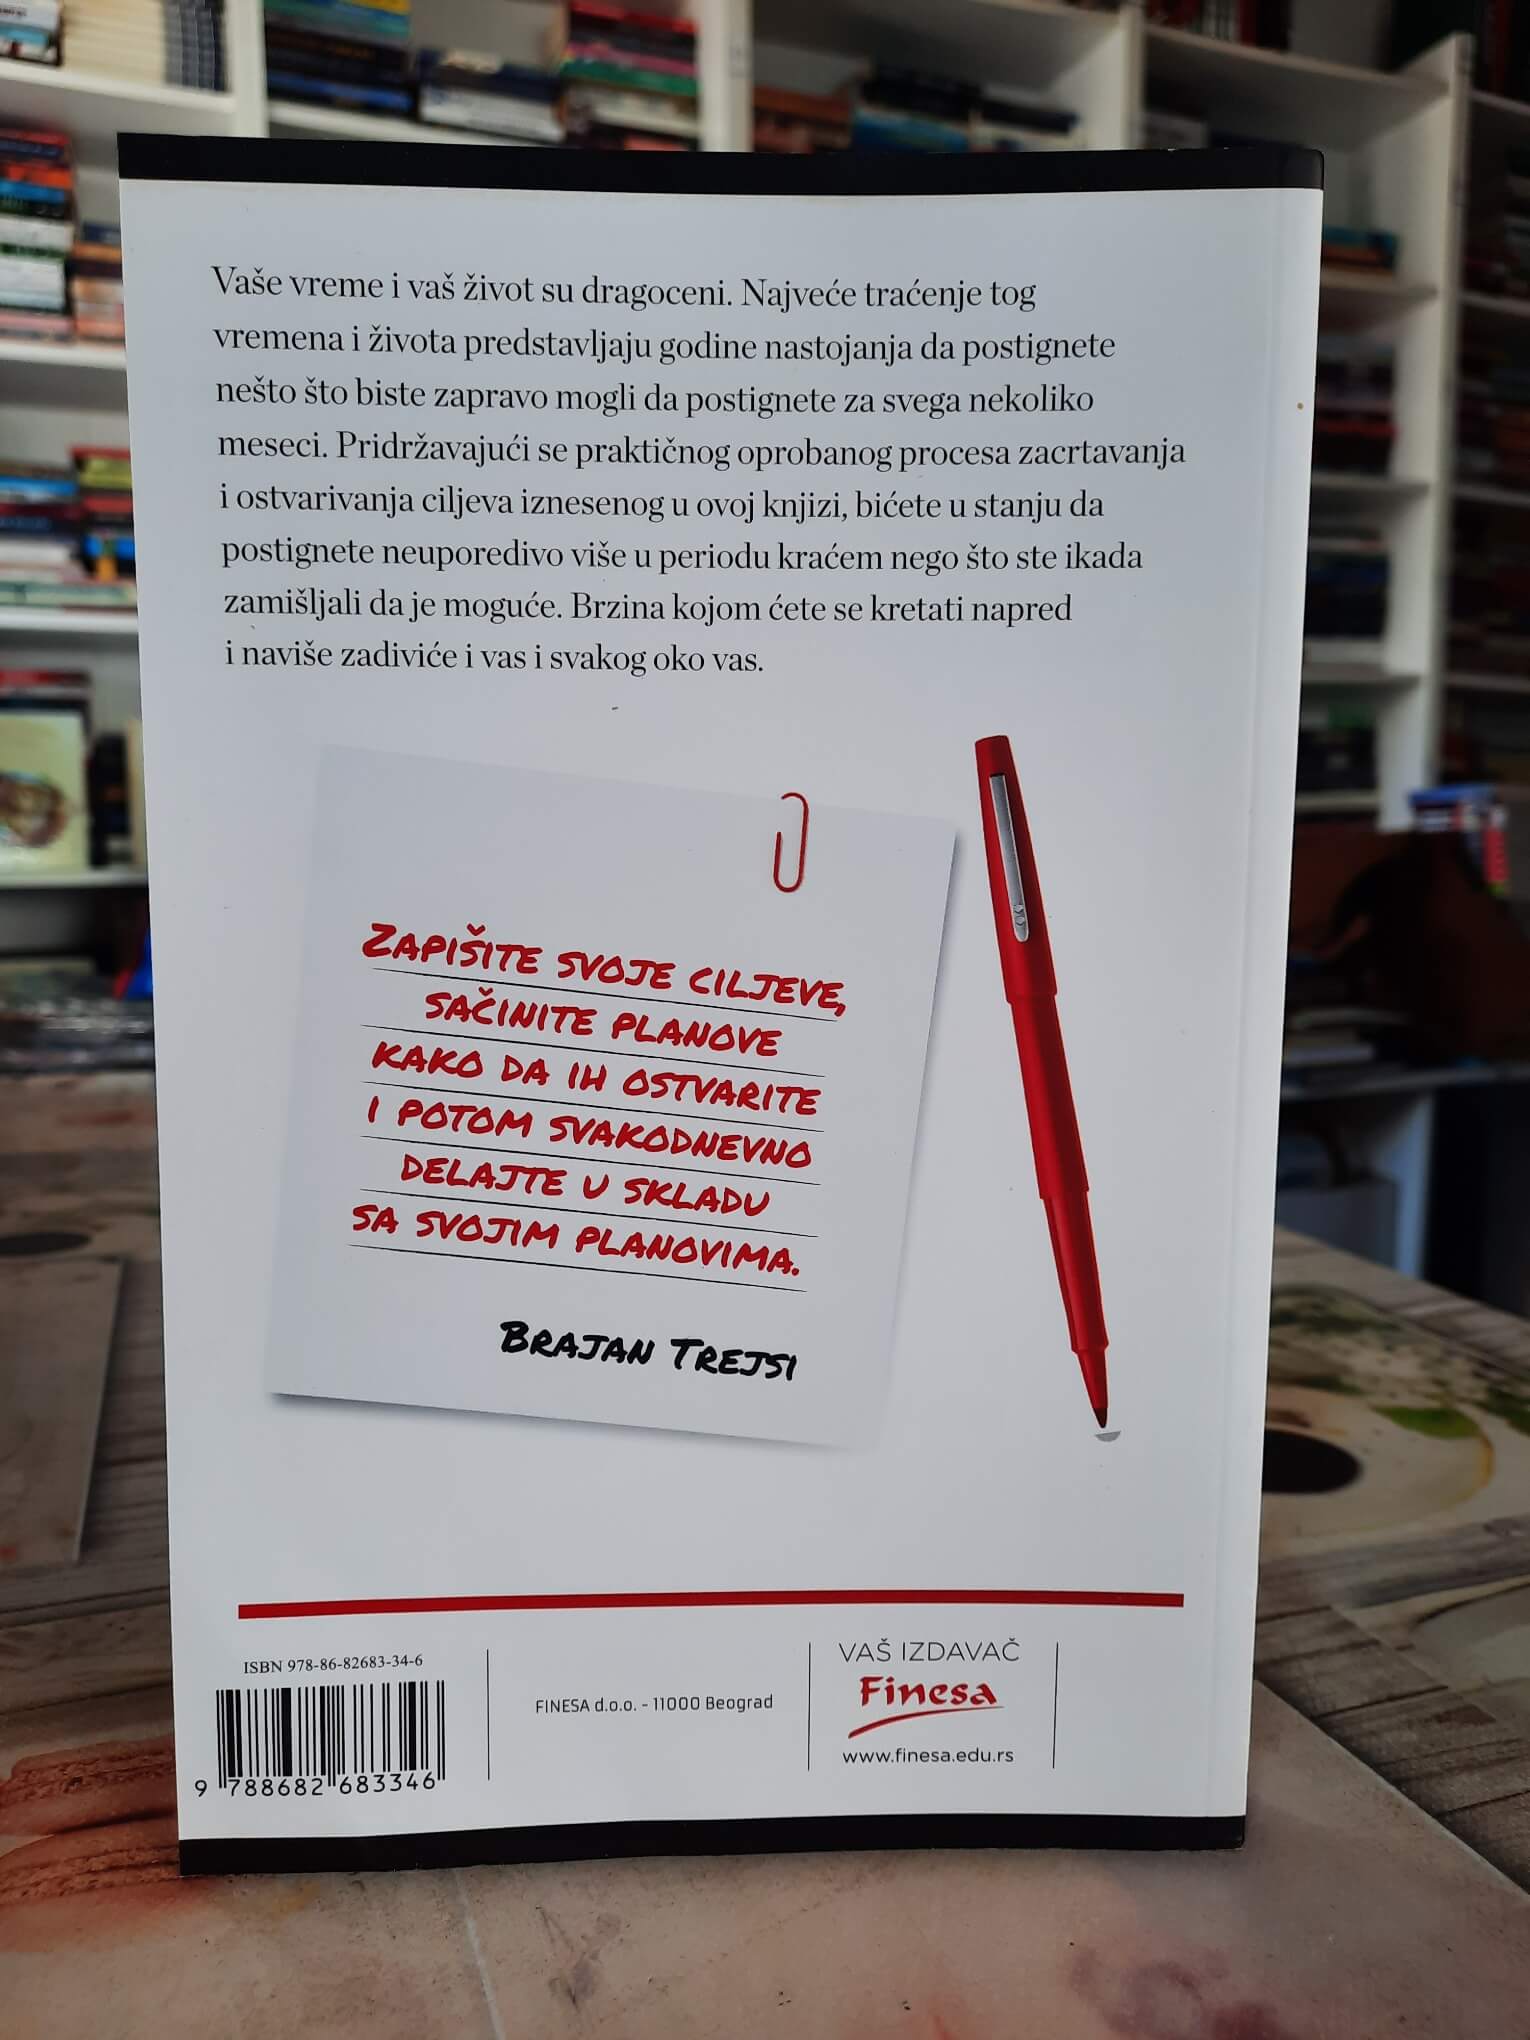 Vaše vreme i vaš život su dragoceni. Najveće traćenje tog
vremena i života predstavljaju godine nastojanja da postignete
nešto što biste zapravo mogli da postignete za svega nekoliko
meseci. Pridržavajući se praktičnog oprobanog procesa zacrtavanja
i ostvarivanja ciljeva iznesenog u ovoj knjizi, bićete u stanju da
postignete neuporedivo više u periodu kraćem nego što ste ikada
zamišljali da je moguće. Brzina kojom ćete se kretati napred
i naviše zadiviće i vas i svakog oko vas.
ZAPIŠITE SVOJE CILJEVE,
SAČINITE PLANOVE
KAKO DA IH OSTVARITE
I POTOM SVAKODNEVNO
DELAJTE U SKLADU
SA SVOJIM PLANOVIMA.
BRAJAN TREJSI
ISBN 978-86-82683-34-6
9 788682 683346
FINESA d.o.o. - 11000 Beograd
VAŠ IZDAVAČ
Finesa
www.finesa.edu.rs